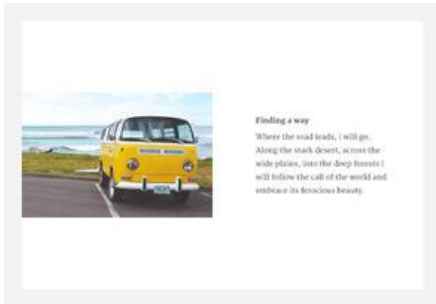 Finding a way
Where the road leads, I will go.
Along the stark desert, across the
wide plains, into the deep forests I
will follow the call of the world and
embrace its ferocious beauty.